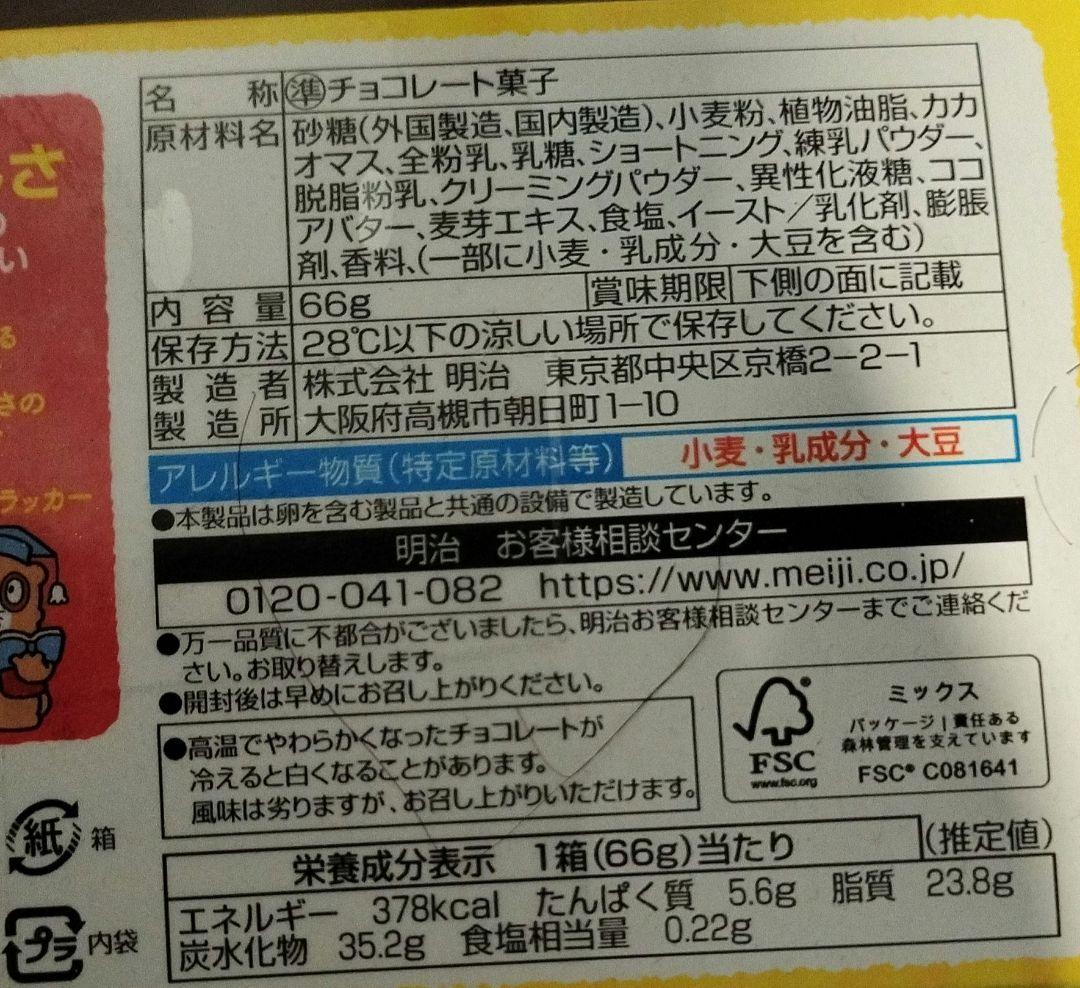 名称 準チョコレート菓子
原材料名 砂糖(外国製造、国内製造)、小麦粉、植物油脂、カカ
オマス、全粉乳、乳糖、ショートニング、練乳パウダー、
脱脂粉乳、クリーミングパウダー、異性化液糖、ココ
アバター、麦芽エキス、食塩、イースト/乳化剤、膨脹
剤、香料、(一部に小麦・乳成分・大豆を含む)
内容量 66g 賞味期限 下側の面に記載
保存方法 28℃以下の涼しい場所で保存してください。
製造者 株式会社 明治 東京都中央区京橋2-2-1
製造所 大阪府高槻市朝日町1-10
アレルギー物質(特定原材料等) 小麦・乳成分・大豆
●本製品は卵を含む製品と共通の設備で製造しています。
明治 お客様相談センター
0120-041-082 https://www.meiji.co.jp/
●万一品質に不都合がございましたら、明治お客様相談センターまでご連絡くだ
さい。お取り替えします。
●開封後は早めにお召し上がりください。
●高温でやわらかくなったチョコレートが
冷えると白くなることがあります。
風味は劣りますが、お召し上がりいただけます。
FSC
www.fsc.org
ミックス
パッケージ|責任ある
森林管理を支えています
FSC® C081641
栄養成分表示 1箱(66g)当たり (推定値)
エネルギー 378kcal たんぱく質 5.6g 脂質 23.8g
炭水化物 35.2g 食塩相当量 0.22g
紙 箱
プラ 内袋
さ
い
る
さの
ラッカー